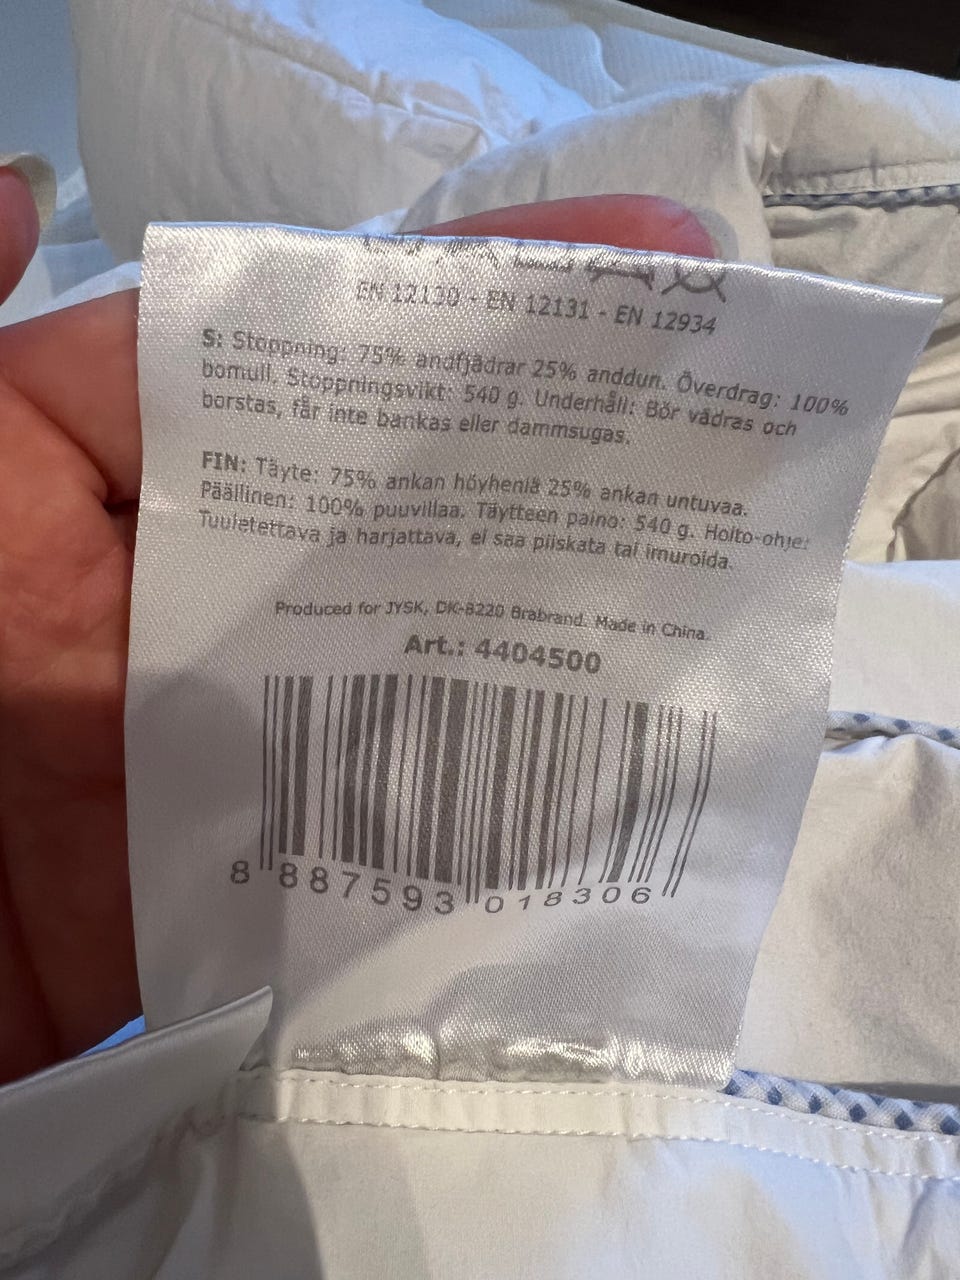 EN 12130 - EN 12131 - EN 12934
S: Stoppning: 75% andfjädrar 25% anddun. Överdrag: 100%
bomull. Stoppningsvikt: 540 g. Underhåll: Bör vädras och
borstas, får inte bankas eller dammsugas.
FIN: Täyte: 75% ankan höyheniä 25% ankan untuvaa.
Päällinen: 100% puuvillaa. Täytteen paino: 540 g. Hoito-ohje:
Tuuletettava ja harjattava, ei saa piiskata tai imuroida.
Produced for JYSK, DK-8220 Brabrand. Made in China.
Art.: 4404500
8 887593 018306